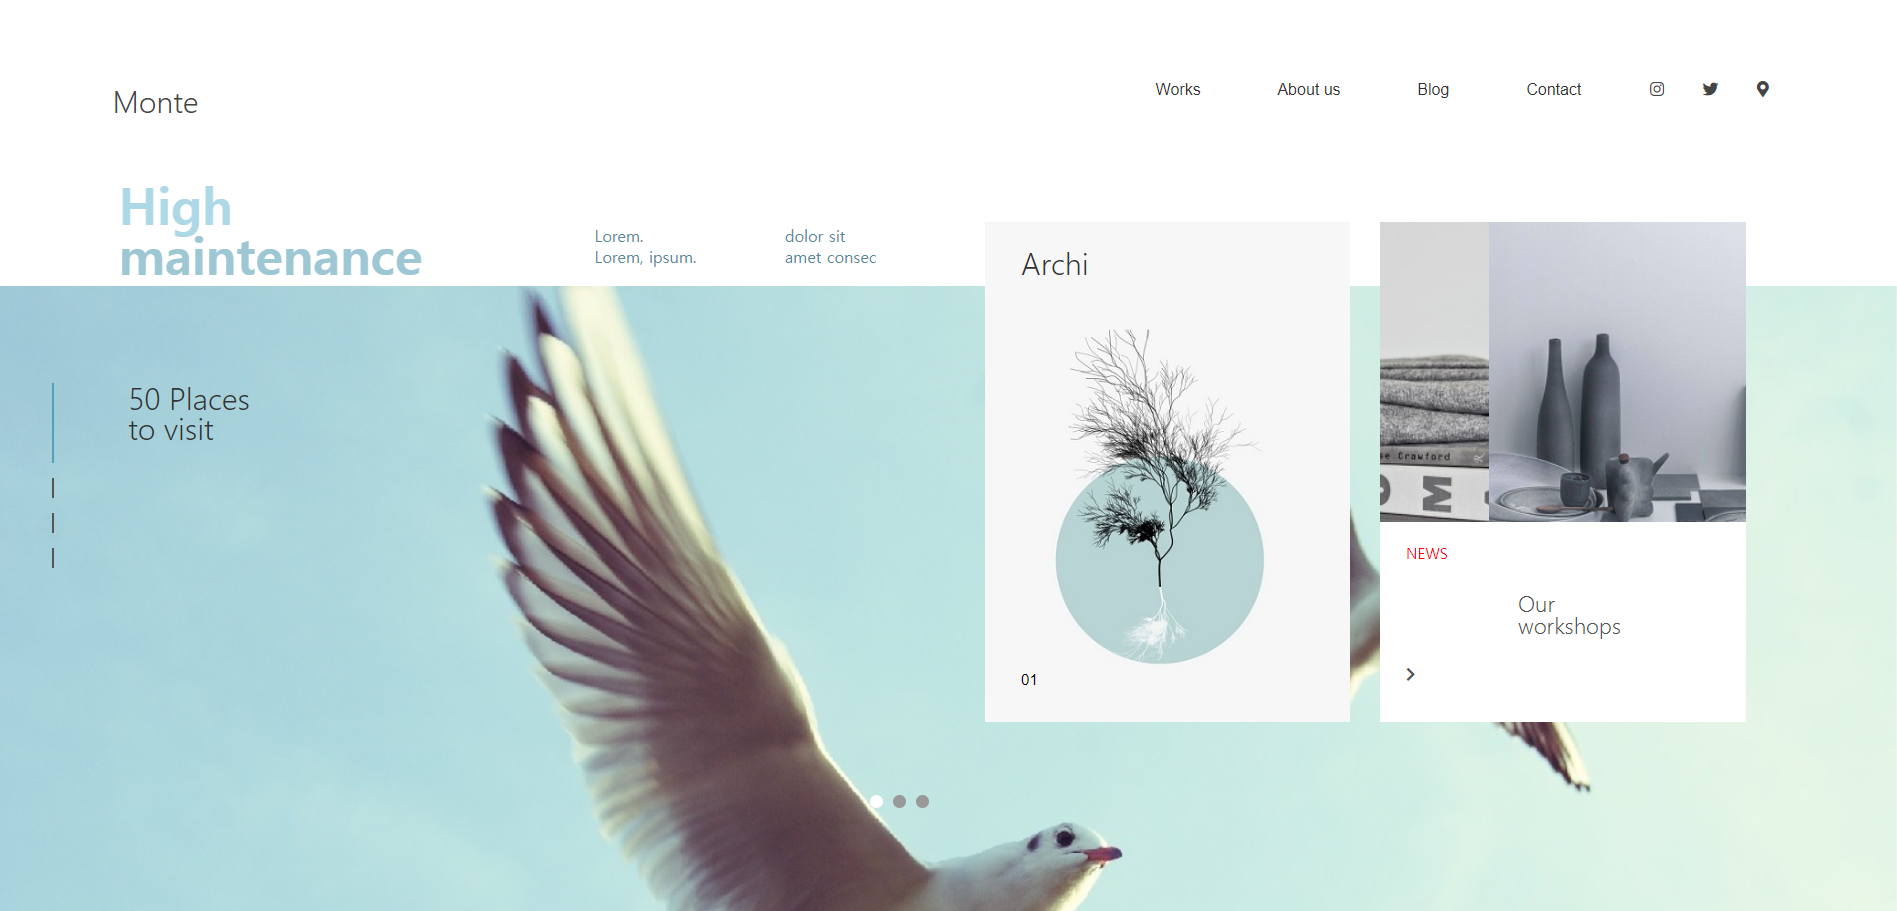 Monte
Works
About us
Blog
Contact
High
maintenance
Lorem.
Lorem, ipsum.
dolor sit
amet consec
50 Places
to visit
Archi
01
se Crawford
M
NEWS
Our
workshops